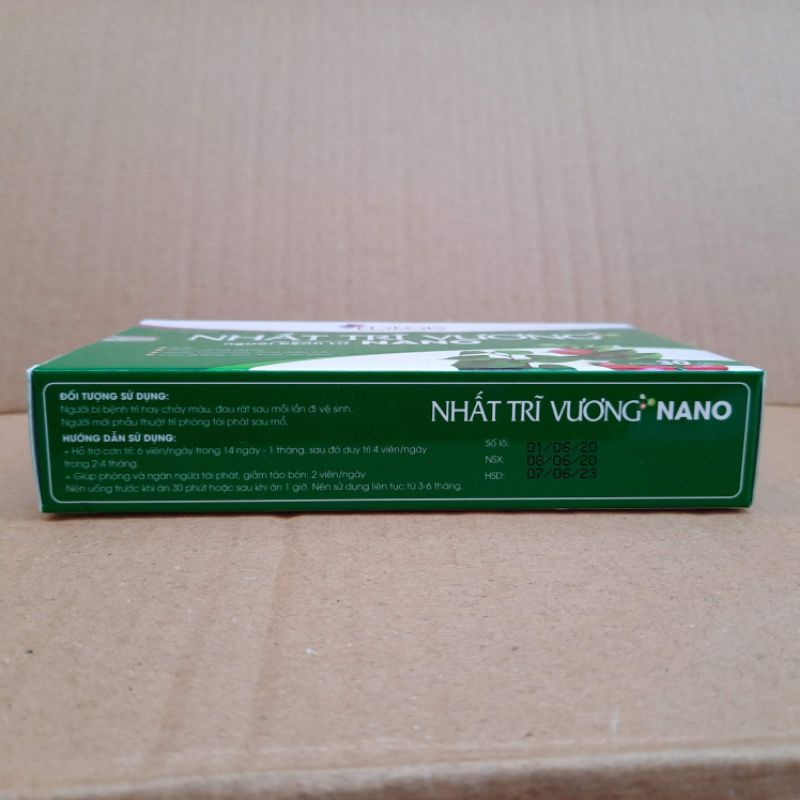 NHẤT TRĨ VƯƠNG
NANO
30
ĐỐI TƯỢNG SỬ DỤNG:
Người bị bệnh trĩ hay chảy máu, đau rát sau mỗi lần đi vệ sinh.
Người mới phẫu thuật trĩ phòng tái phát sau mổ.
HƯỚNG DẪN SỬ DỤNG:
+ Hỗ trợ cơn trĩ: 6 viên/ngày trong 14 ngày - 1 tháng, sau đó duy trì 4 viên/ngày
trong 2-4 tháng.
+ Giúp phòng và ngăn ngừa tái phát, giảm táo bón: 2 viên/ngày
Nên uống trước khi ăn 30 phút hoặc sau khi ăn 1 giờ. Nên sử dụng liên tục từ 3-6 tháng.
NHẤT TRĨ VƯƠNG NANO
Số lô: 01/06/20
NSX: 08/06/20
HSD: 07/06/23